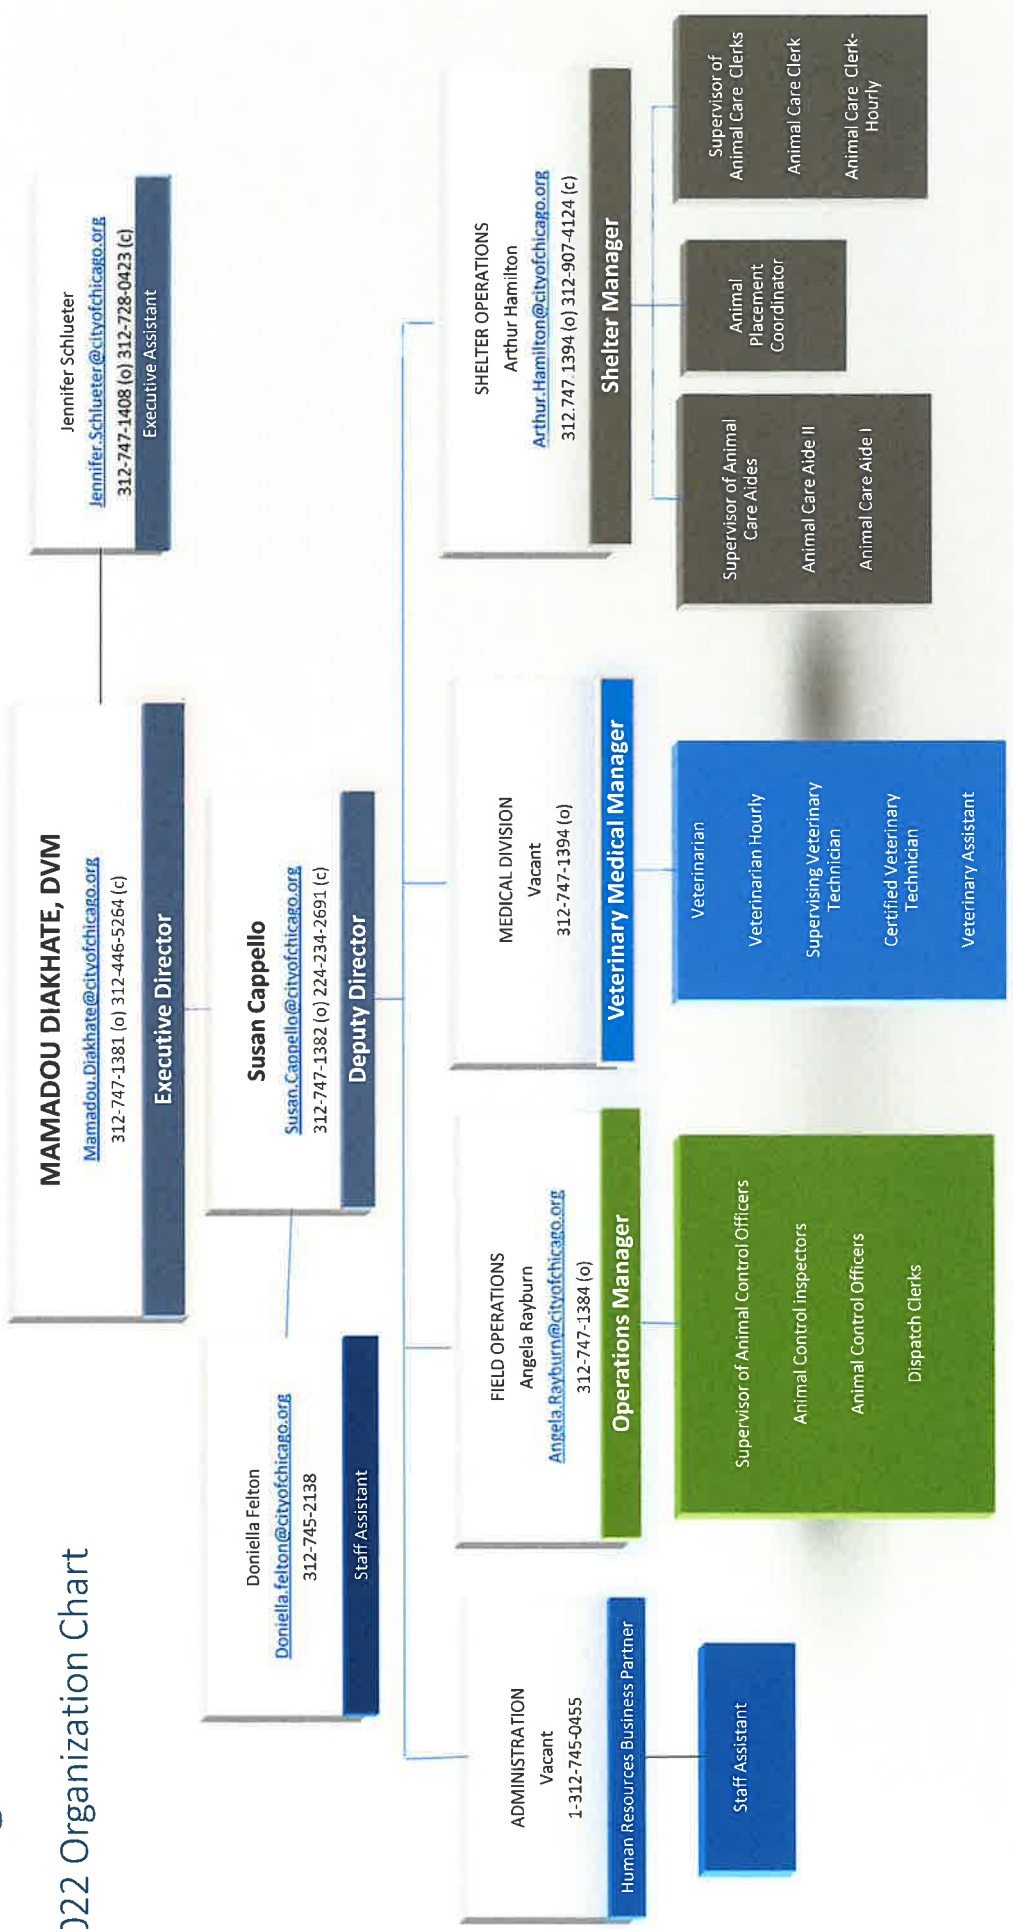 022 Organization Chart
MAMADOU DIAKHATE, DVM
Mamadou.Diakhate@cityofchicago.org
312-747-1381 (o) 312-446-5264 (c)
Executive Director
Jennifer Schlueter
Jennifer.Schlueter@cityofchicago.org
312-747-1408 (o) 312-728-0423 (c)
Executive Assistant
Doniella Felton
Doniella.felton@cityofchicago.org
312-745-2138
Staff Assistant
Susan Cappello
Susan.Cappello@cityofchicago.org
312-747-1382 (o) 224-234-2691 (c)
Deputy Director
ADMINISTRATION
Vacant
1-312-745-0455
Human Resources Business Partner
Staff Assistant
FIELD OPERATIONS
Angela Rayburn
Angela.Rayburn@cityofchicago.org
312-747-1384 (o)
Operations Manager
Supervisor of Animal Control Officers
Animal Control inspectors
Animal Control Officers
Dispatch Clerks
MEDICAL DIVISION
Vacant
312-747-1394 (o)
Veterinary Medical Manager
Veterinarian
Veterinarian Hourly
Supervising Veterinary
Technician
Certified Veterinary
Technician
Veterinary Assistant
SHELTER OPERATIONS
Arthur Hamilton
Arthur.Hamilton@cityofchicago.org
312.747.1394 (o) 312-907-4124 (c)
Shelter Manager
Supervisor of Animal
Care Aides
Animal Care Aide II
Animal Care Aide I
Animal
Placement
Coordinator
Supervisor of
Animal Care Clerks
Animal Care Clerk
Animal Care Clerk-
Hourly